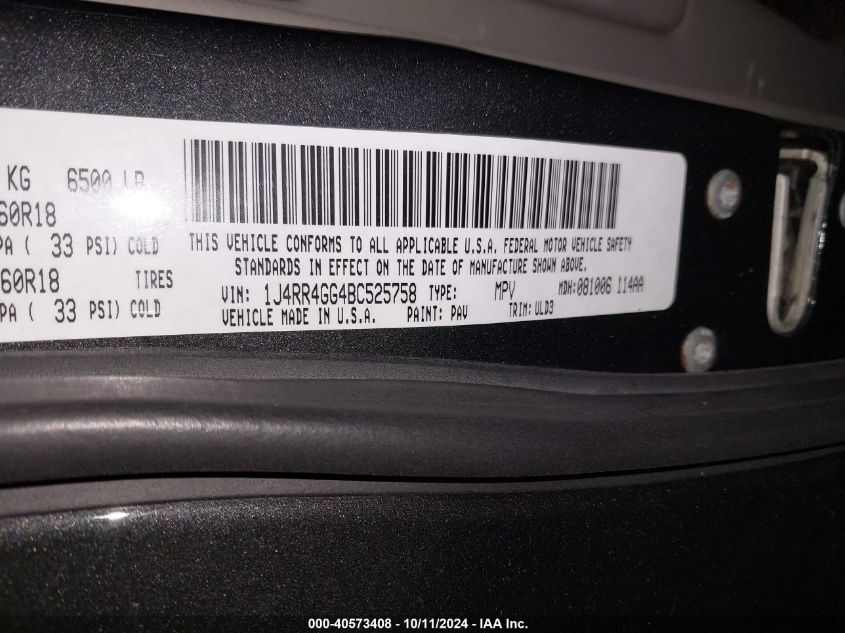 KG 6500 LB
60R18
PA ( 33 PSI) COLD
60R18 TIRES
PA ( 33 PSI) COLD
THIS VEHICLE CONFORMS TO ALL APPLICABLE U.S.A. FEDERAL MOTOR VEHICLE SAFETY
STANDARDS IN EFFECT ON THE DATE OF MANUFACTURE SHOWN ABOVE.
VIN: 1J4RR4GG4BC525758 TYPE: MPV MDH:081006 114AA
VEHICLE MADE IN U.S.A. PAINT: PAV TRIM: ULD3
000-40573408 - 10/11/2024 - IAA Inc.